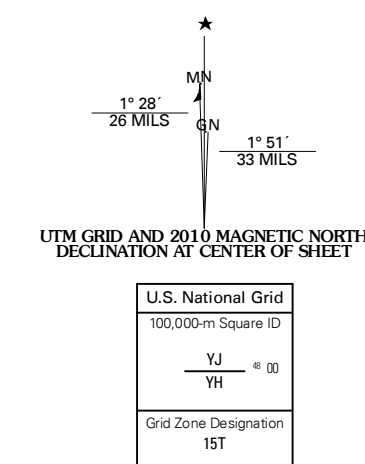 ★
MN
1° 28´
26 MILS
GN
1° 51´
33 MILS
UTM GRID AND 2010 MAGNETIC NORTH
DECLINATION AT CENTER OF SHEET
U.S. National Grid
100,000-m Square ID
YJ
48 00
YH
Grid Zone Designation
15T